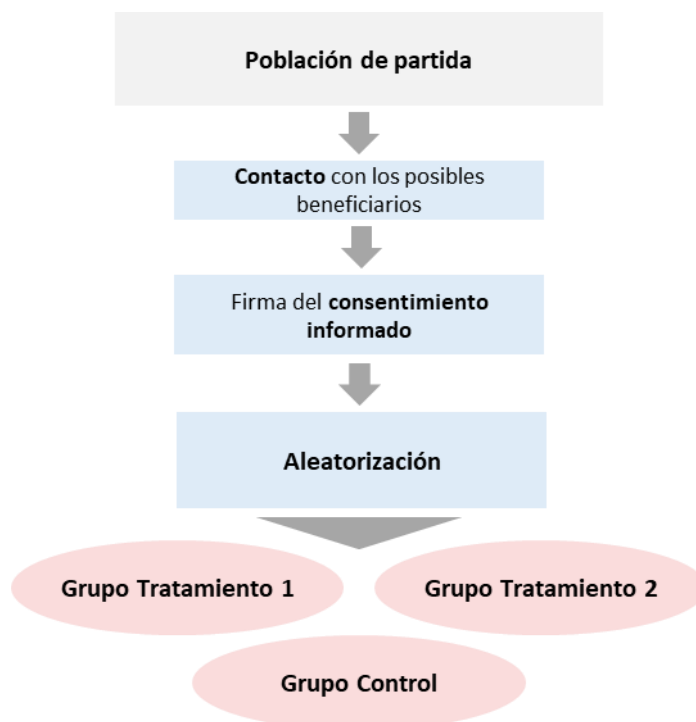 Población de partida
Contacto con los posibles
beneficiarios
Firma del consentimiento
informado
Aleatorización
Grupo Tratamiento 1
Grupo Tratamiento 2
Grupo Control